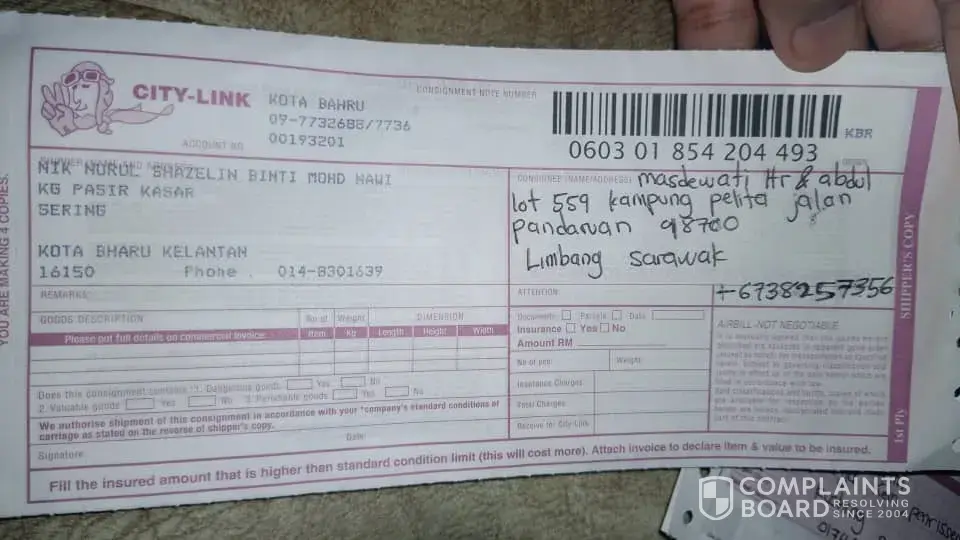 YOU ARE MAKING 4 COPIES.
CITY-LINK
KOTA BAHRU
09-7732688/7736
ACCOUNT NO
00193201
CONSIGNMENT NOTE NUMBER
0603 01 854 204 493
KBR
SHIPPER (NAME AND ADDRESS)
NIK NURUL SHAZELIN BINTI MOHD NAWI
KG PASIR KASAR
SERING
KOTA BHARU KELANTAN
16150 Phone . 014-8301639
CONSIGNEE (NAME/ADDRESS) masdewati Hr & abdul
lot 559 kampung pelita jalan
pandaruan 98700
Limbang sarawak
ATTENTION:
+6738257356
SHIPPER'S COPY
1st Ply
REMARKS:
GOODS DESCRIPTION
Please put full details on commercial invoice.
No of Item
Weight Kg
DIMENSION
Length Height Width
Does this consignment contains *1. Dangerous goods Yes No
2. Valuable goods Yes No 3. Perishable goods Yes No
We authorise shipment of this consignment in accordance with your *company's standard conditions of
carriage as stated on the reverse of shipper's copy.
Signature: Date:
Documents Parcels Data
Insurance Yes No
Amount RM
No of pcs: Weight:
Insurance Charges
Total Charges
Receive for City-Link
AIRBILL-NOT NEGOTIABLE
Fill the insured amount that is higher than standard condition limit (this will cost more). Attach invoice to declare item & value to be insured.
COMPLAINTS
BOARD RESOLVING
SINCE 2004